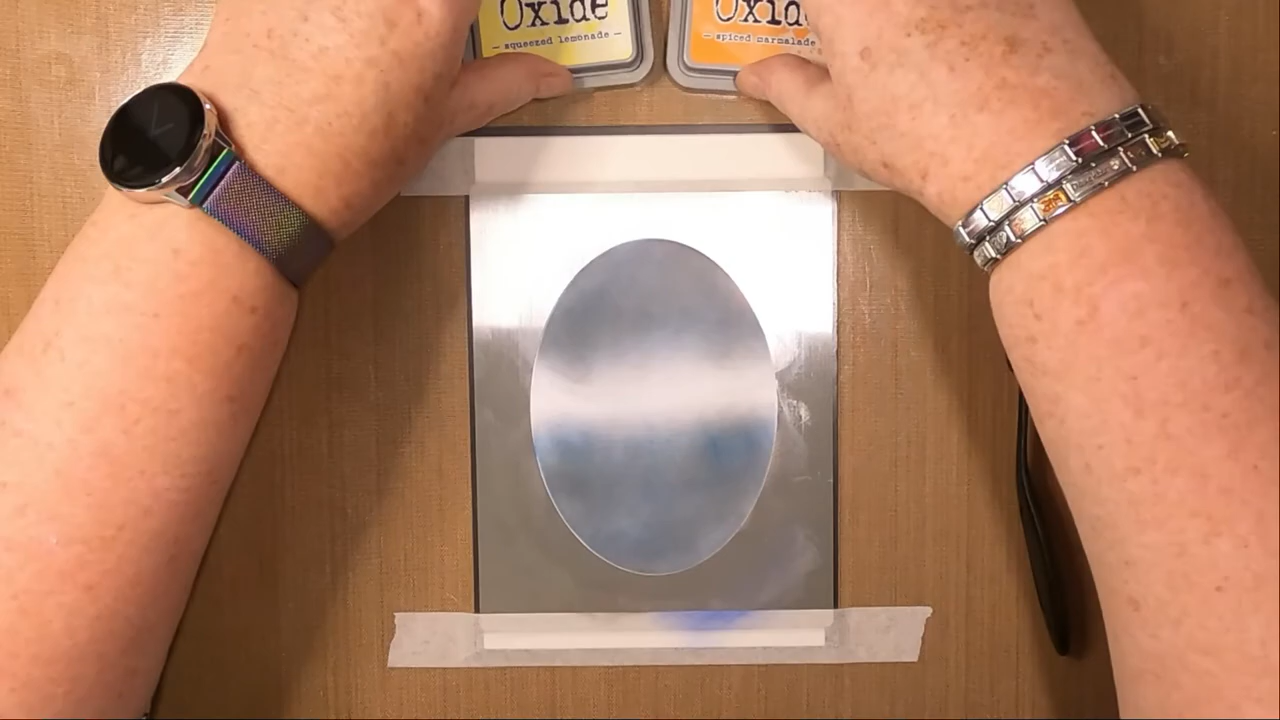 Oxide
— squeezed lemonade —
Oxide
— spiced marmalade